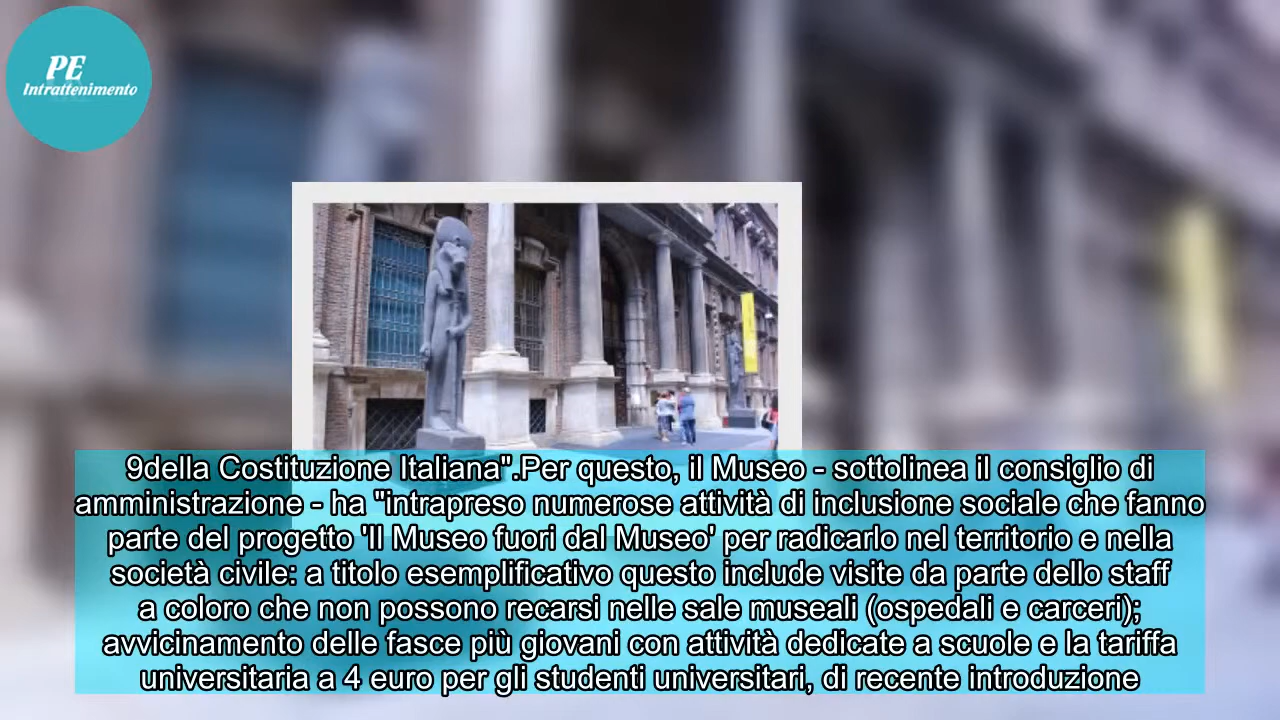 PE
Intrattenimento
9della Costituzione Italiana".Per questo, il Museo - sottolinea il consiglio di
amministrazione - ha "intrapreso numerose attività di inclusione sociale che fanno
parte del progetto 'Il Museo fuori dal Museo' per radicarlo nel territorio e nella
società civile: a titolo esemplificativo questo include visite da parte dello staff
a coloro che non possono recarsi nelle sale museali (ospedali e carceri);
avvicinamento delle fasce più giovani con attività dedicate a scuole e la tariffa
universitaria a 4 euro per gli studenti universitari, di recente introduzione